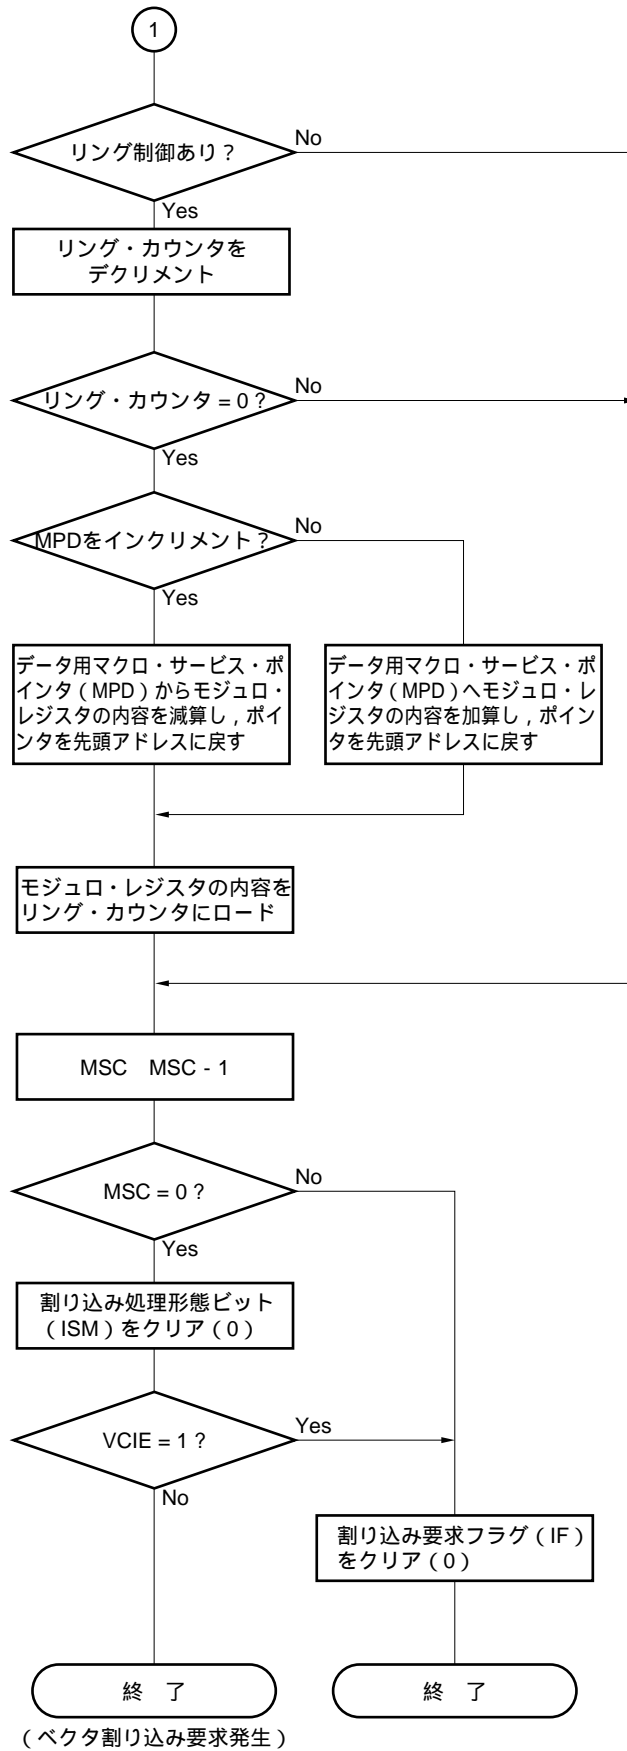 1
リング制御あり？
No
Yes
リング・カウンタを
デクリメント
リング・カウンタ = 0 ?
No
Yes
MPDをインクリメント？
No
Yes
データ用マクロ・サービス・ポ
インタ（MPD）からモジュロ・
レジスタの内容を減算し，ポイ
ンタを先頭アドレスに戻す
データ用マクロ・サービス・ポ
インタ（MPD）へモジュロ・レ
ジスタの内容を加算し，ポイン
タを先頭アドレスに戻す
モジュロ・レジスタの内容を
リング・カウンタにロード
MSC　MSC - 1
MSC = 0 ?
No
Yes
割り込み処理形態ビット
（ISM）をクリア（0）
VCIE = 1 ?
Yes
No
割り込み要求フラグ（IF）
をクリア（0）
終　了
終　了
（ベクタ割り込み要求発生）